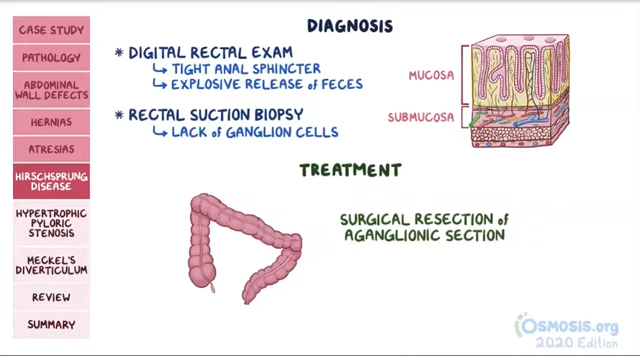 CASE STUDY
PATHOLOGY
ABDOMINAL
WALL DEFECTS
HERNIAS
ATRESIAS
HIRSCHSPRUNG
DISEASE
HYPERTROPHIC
PYLORIC
STENOSIS
MECKEL'S
DIVERTICULUM
REVIEW
SUMMARY
DIAGNOSIS
* DIGITAL RECTAL EXAM
↳ TIGHT ANAL SPHINCTER
↳ EXPLOSIVE RELEASE of FECES
* RECTAL SUCTION BIOPSY
↳ LACK of GANGLION CELLS
MUCOSA
SUBMUCOSA
TREATMENT
SURGICAL RESECTION of
AGANGLIONIC SECTION
OSMOSIS.org
2020 Edition